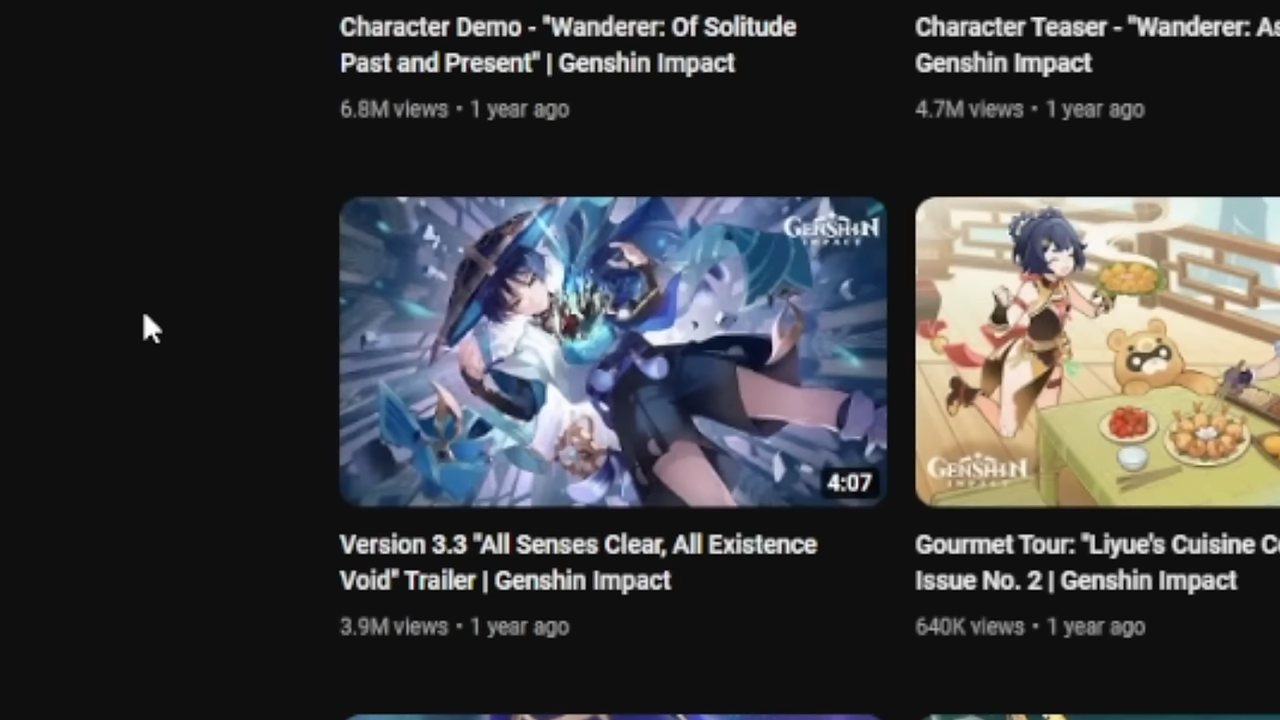 Character Demo - "Wanderer: Of Solitude
Past and Present" | Genshin Impact
6.8M views • 1 year ago
Character Teaser - "Wanderer:
Genshin Impact
4.7M views • 1 year ago
GENSHIN
IMPACT
4:07
Version 3.3 "All Senses Clear, All Existence
Void" Trailer | Genshin Impact
3.9M views • 1 year ago
GENSHIN
IMPACT
Gourmet Tour: "Liyue's Cuisine
Issue No. 2 | Genshin Impact
640K views • 1 year ago